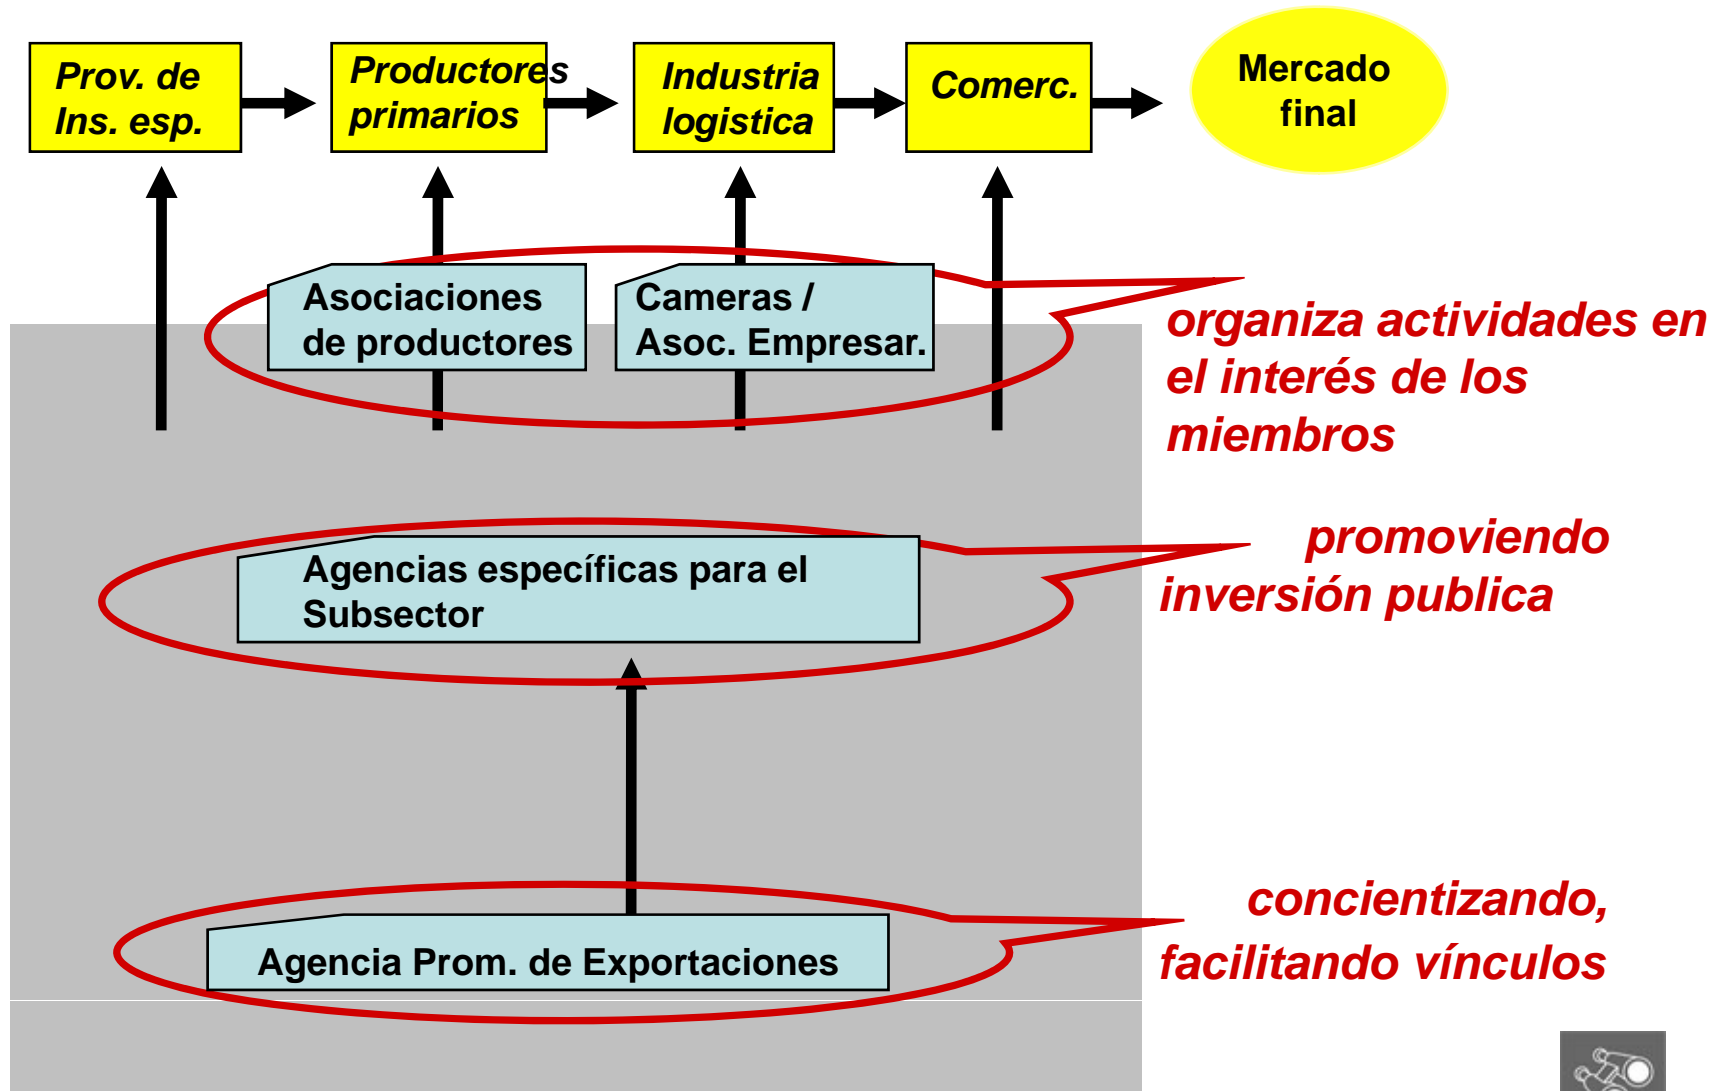 Prov. de
Ins. esp.
Productores
primarios
Industria
logistica
Comerc.
Mercado
final
Asociaciones
de productores
Cameras /
Asoc. Empresar.
organiza actividades en
el interés de los
miembros
Agencias específicas para el
Subsector
promoviendo
inversión publica
Agencia Prom. de Exportaciones
concientizando,
facilitando vínculos